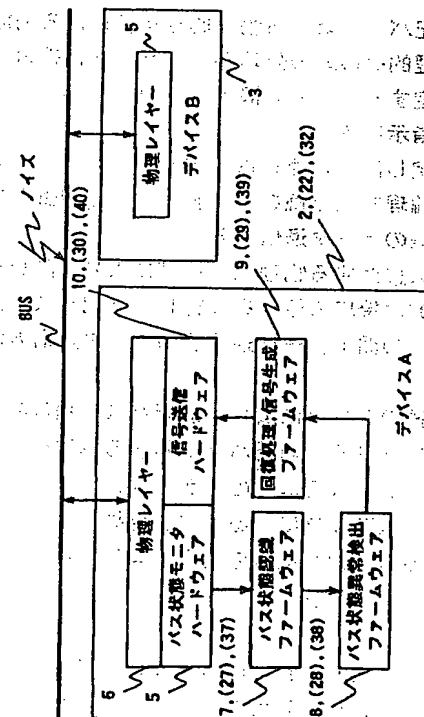 BUS
ノイズ
10,(30),(40)
5
物理レイヤー
デバイスB
3
6
5
物理レイヤー
バス状態モニタ
ハードウェア
信号送信
ハードウェア
9,(29),(39)
2,(22),(32)
7,(27),(37)
バス状態認識
ファームウェア
回復処理;信号生成
ファームウェア
8,(28),(38)
バス状態異常検出
ファームウェア
デバイスA